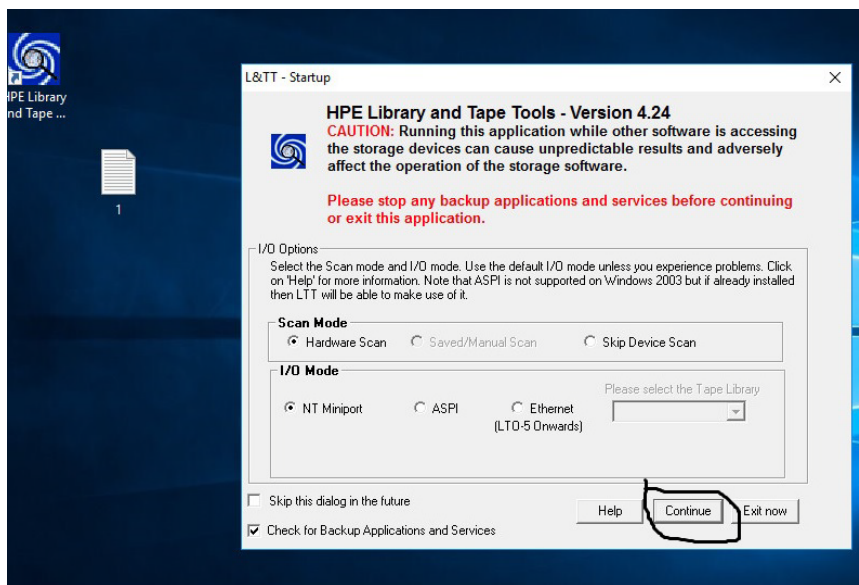 HPE Library
and Tape ...
1
L&TT - Startup
HPE Library and Tape Tools - Version 4.24
CAUTION: Running this application while other software is accessing
the storage devices can cause unpredictable results and adversely
affect the operation of the storage software.
Please stop any backup applications and services before continuing
or exit this application.
I/O Options
Select the Scan mode and I/O mode. Use the default I/O mode unless you experience problems. Click
on 'Help' for more information. Note that ASPI is not supported on Windows 2003 but if already installed
then LTT will be able to make use of it.
Scan Mode
Hardware Scan Saved/Manual Scan Skip Device Scan
I/O Mode
Please select the Tape Library
NT Miniport ASPI Ethernet
(LTO-5 Onwards)
Skip this dialog in the future
Help Continue Exit now
Check for Backup Applications and Services